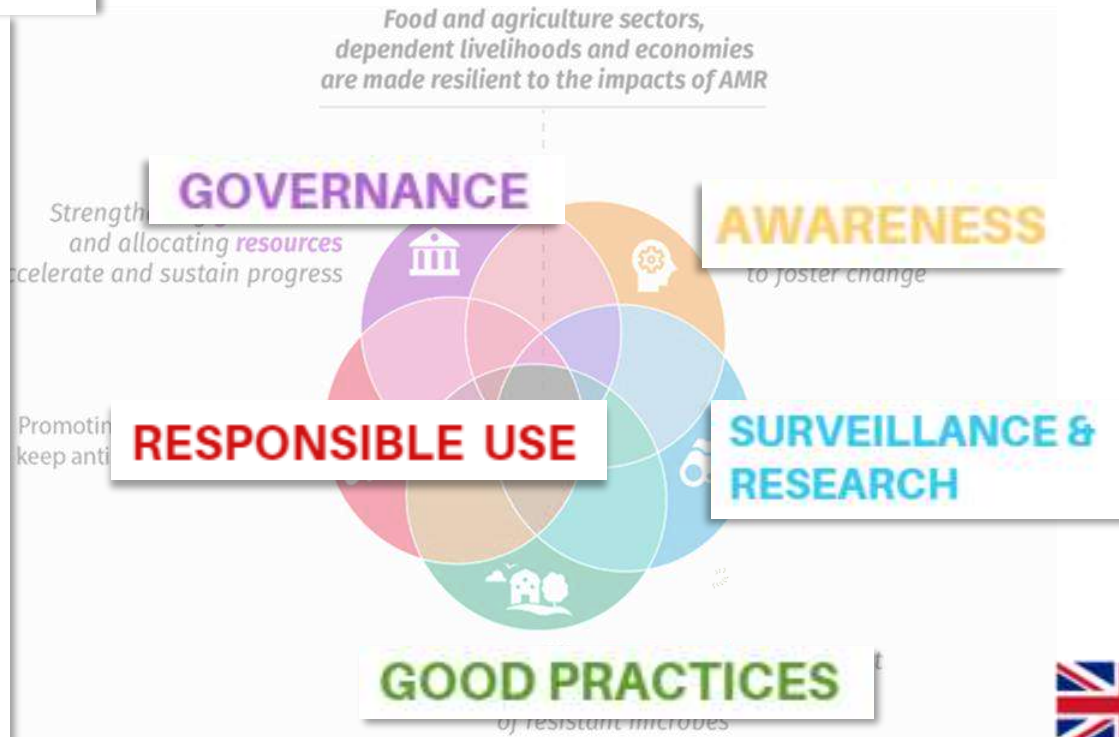 Food and agriculture sectors,
dependent livelihoods and economies
are made resilient to the impacts of AMR
GOVERNANCE
AWARENESS
and allocating resources
accelerate and sustain progress
to foster change
RESPONSIBLE USE
SURVEILLANCE &
RESEARCH
GOOD PRACTICES
of resistant microbes